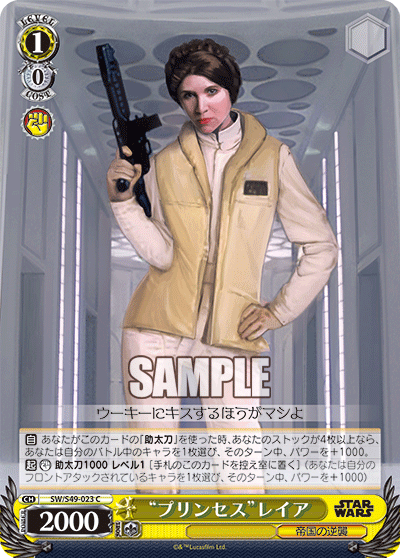 LEVEL
1
0
COST
SAMPLE
ウーキーにキスするほうがマシよ
自 あなたがこのカードの「助太刀」を使った時、あなたのストックが4枚以上なら、
あなたは自分のバトル中のキャラを1枚選び、そのターン中、パワーを＋1000。
起 助太刀1000 レベル1 ［手札のこのカードを控え室に置く］ (あなたは自分の
フロントアタックされているキャラを1枚選び、そのターン中、パワーを＋1000)
CH SW/S49-023 C
POWER
2000
“プリンセス”レイア
STAR WARS
帝国の逆襲
©&™Lucasfilm Ltd.